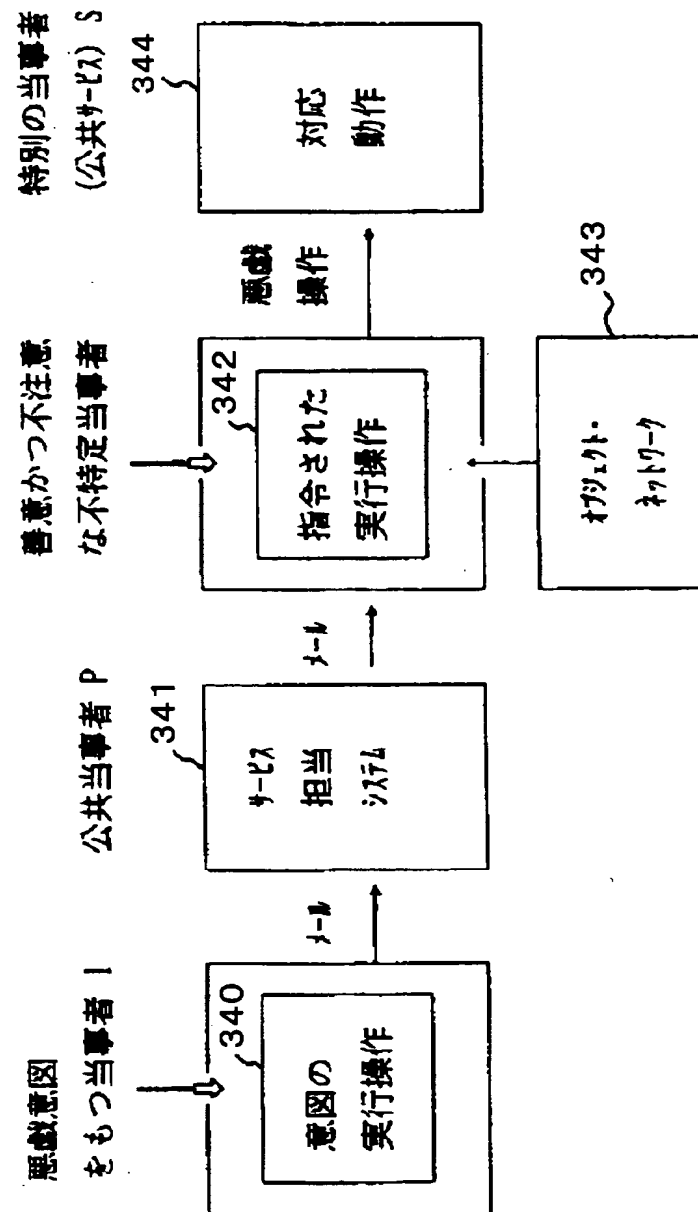 悪戯意図
をもつ当事者 I
340
意図の
実行操作
メール
公共当事者 P
341
サービス
担当
システム
メール
善意かつ不注意
な不特定当事者
342
指令された
実行操作
オブジェクト・
ネットワーク
343
悪戯
操作
特別の当事者
(公共サービス) S
344
対応
動作